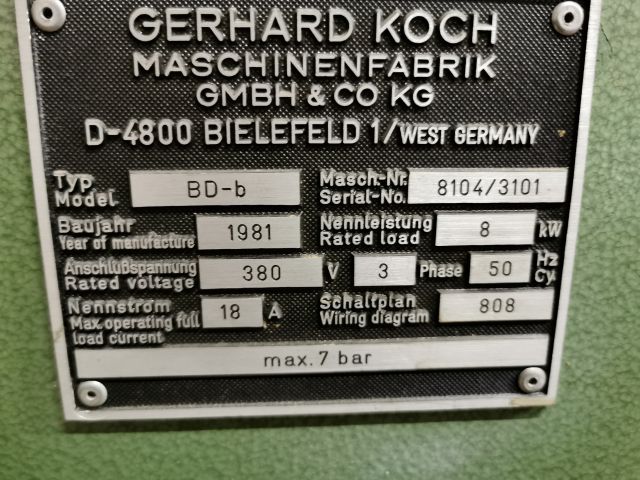 GERHARD KOCH
MASCHINENFABRIK
GMBH & CO KG
D-4800 BIELEFELD 1/WEST GERMANY
Typ BD-b Masch-Nr. 8104/3101
Model Serial-No.
Baujahr 1981 Nennleistung 8 kW
Year of manufacture Rated load
Anschlußspannung 380 V 3 Phase 50 Hz
Rated voltage Cy.
Nennstrom 18 A Schaltplan 808
Max. operating full Wiring diagram
load current
max. 7 bar